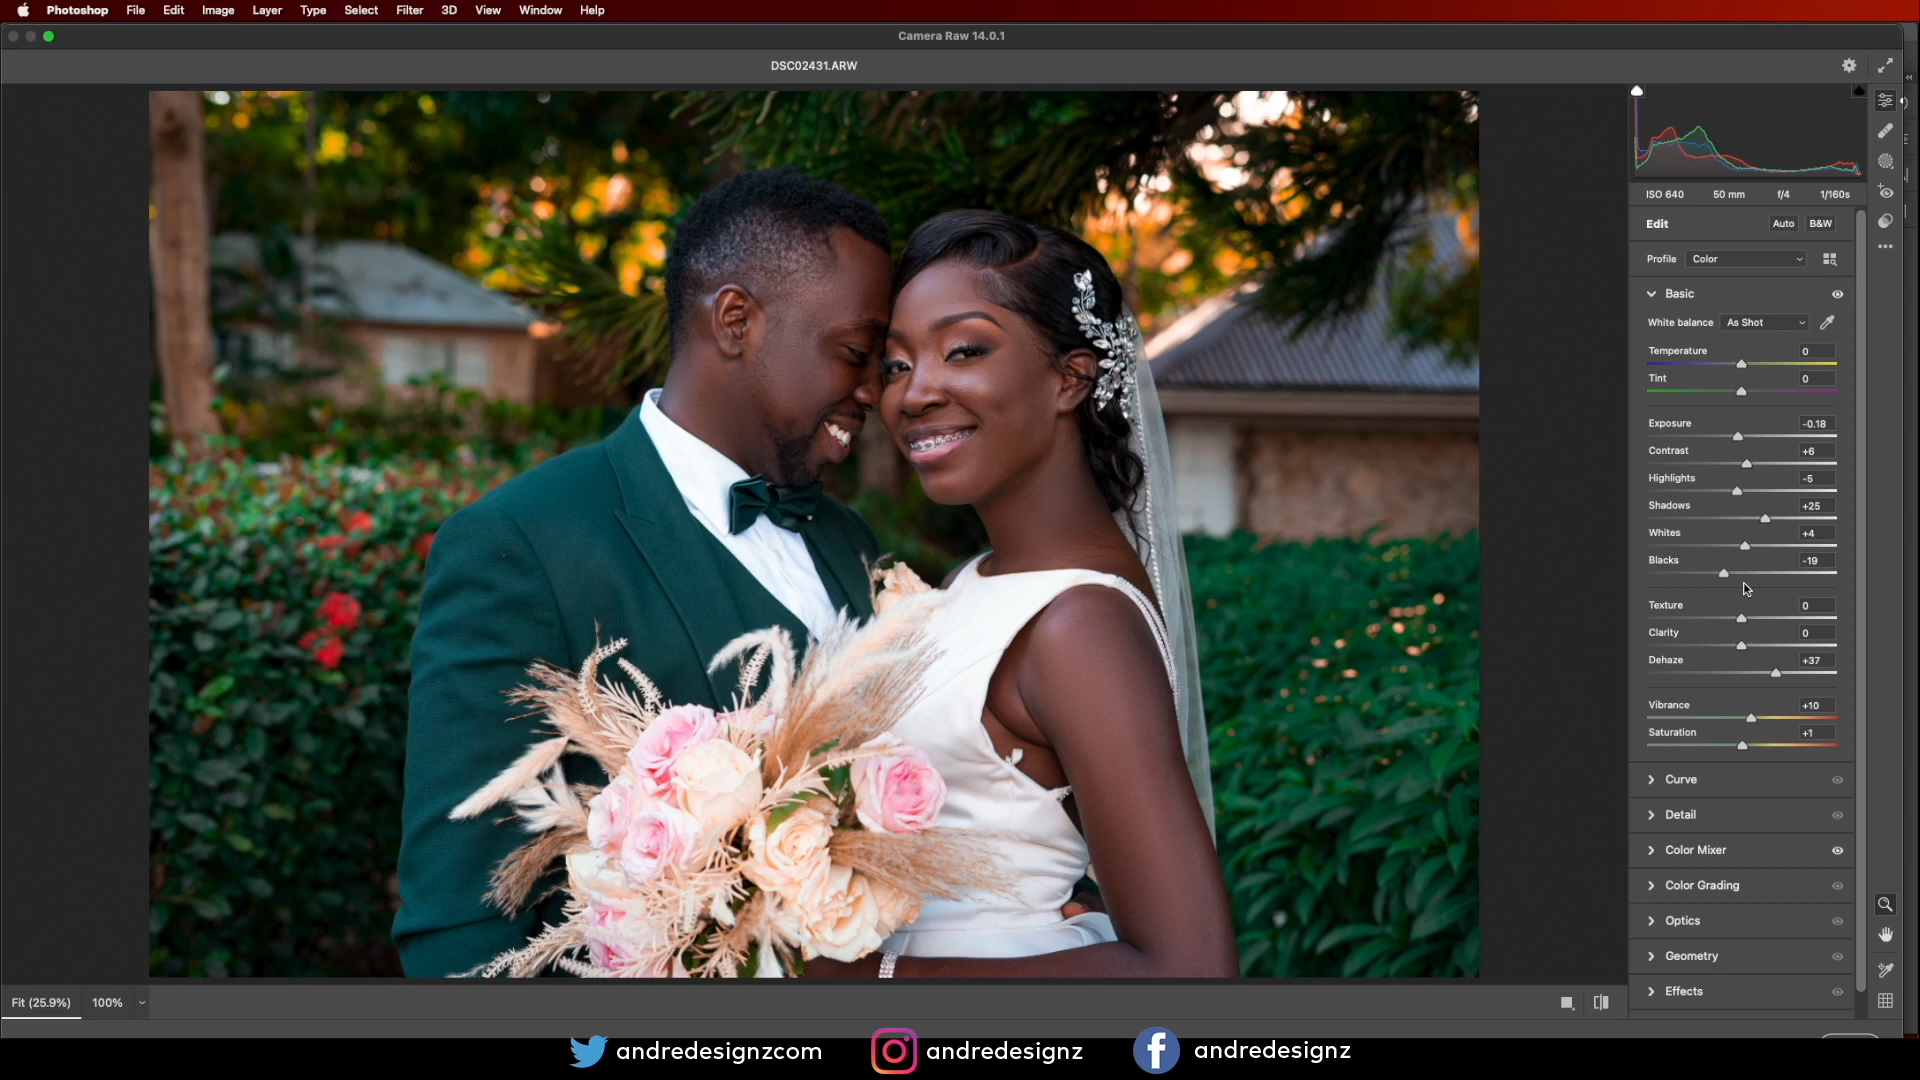 Photoshop File Edit Image Layer Type Select Filter 3D View Window Help
Camera Raw 14.0.1
DSC02431.ARW
ISO 640 50 mm f/4 1/160s
Edit Auto B&W
Profile Color
Basic
White balance As Shot
Temperature 0
Tint 0
Exposure -0.18
Contrast +6
Highlights -5
Shadows +25
Whites +4
Blacks -19
Texture 0
Clarity 0
Dehaze +37
Vibrance +10
Saturation +1
Curve
Detail
Color Mixer
Color Grading
Optics
Geometry
Effects
Fit (25.9%) 100%
andredesignzcom andredesignz andredesignz